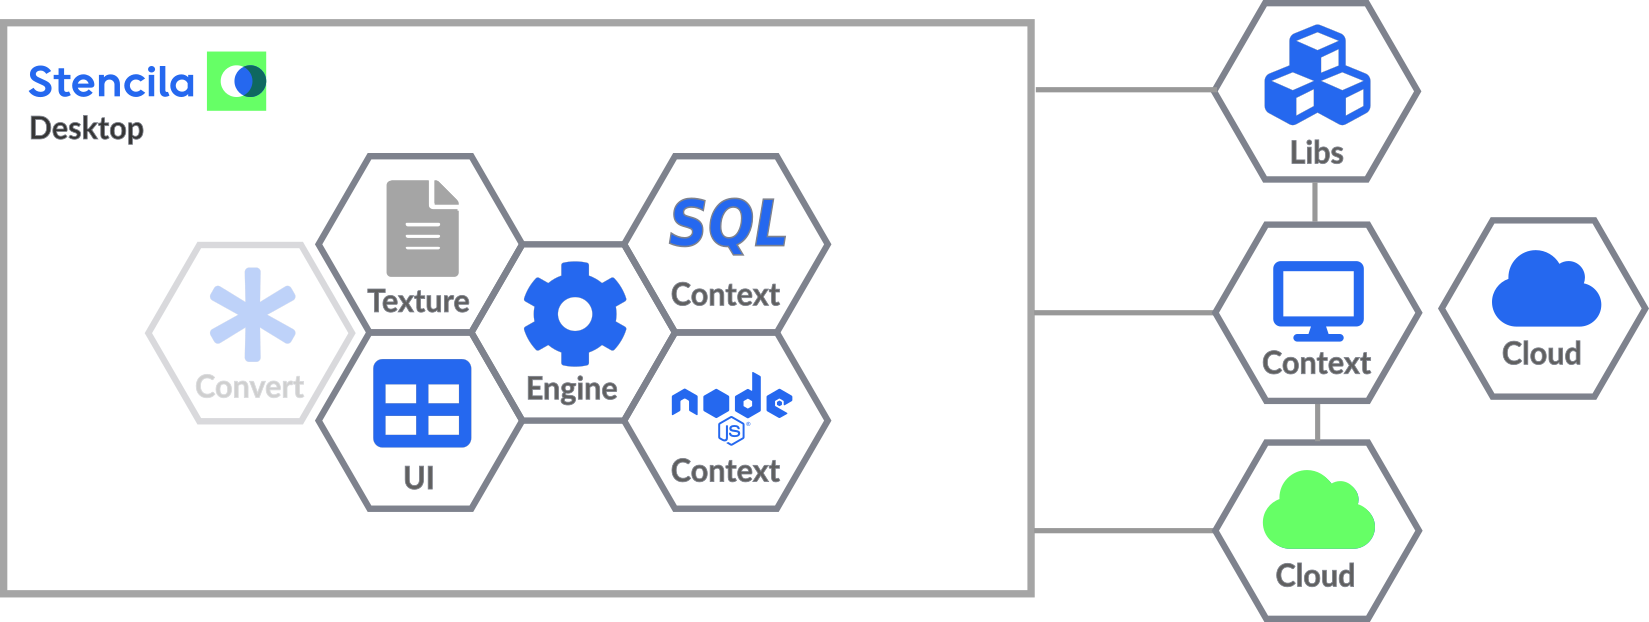 Stencila
Desktop
Texture
Convert
UI
Engine
SQL
Context
node
JS
®
Context
Libs
Context
Cloud
Cloud